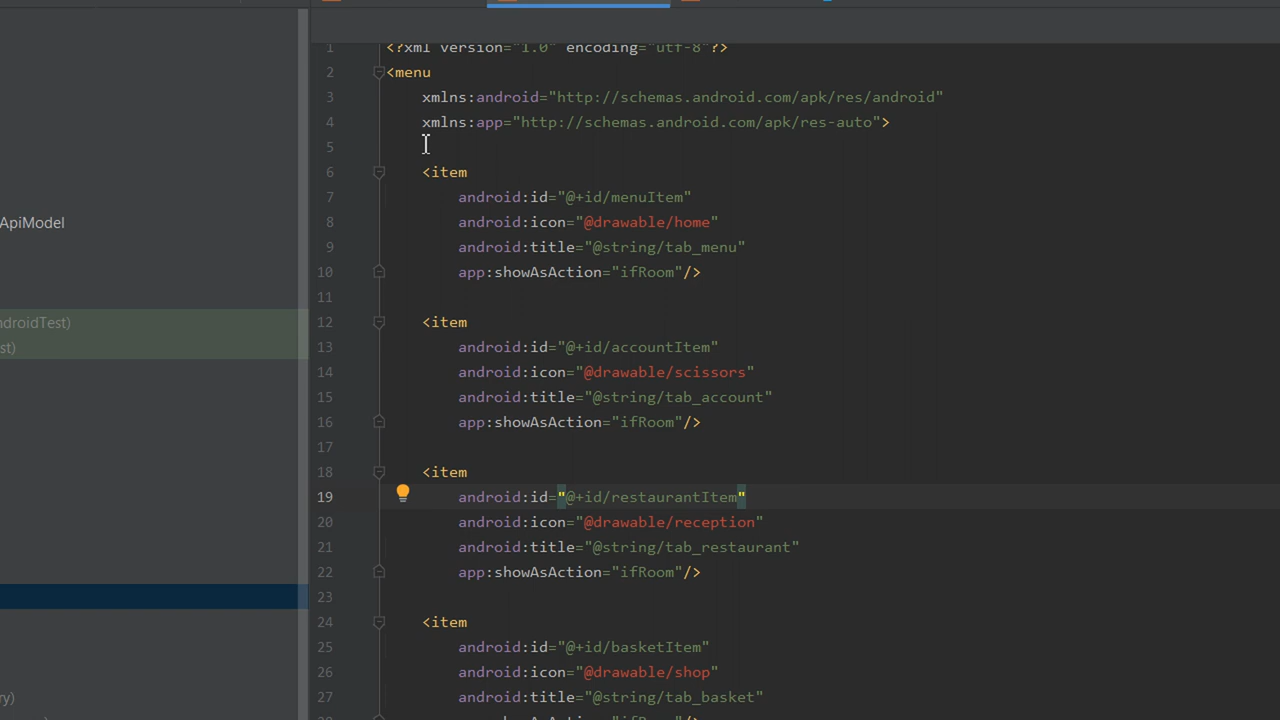 1 <?xml version="1.0" encoding="utf-8"?>
2 <menu
3 xmlns:android="http://schemas.android.com/apk/res/android"
4 xmlns:app="http://schemas.android.com/apk/res-auto">
5
6 <item
7 android:id="@+id/menuItem"
ApiModel
8 android:icon="@drawable/home"
9 android:title="@string/tab_menu"
10 app:showAsAction="ifRoom"/>
11
12 <item
ndroidTest)
13 android:id="@+id/accountItem"
st)
14 android:icon="@drawable/scissors"
15 android:title="@string/tab_account"
16 app:showAsAction="ifRoom"/>
17
18 <item
19 android:id="@+id/restaurantItem"
20 android:icon="@drawable/reception"
21 android:title="@string/tab_restaurant"
22 app:showAsAction="ifRoom"/>
23
24 <item
25 android:id="@+id/basketItem"
26 android:icon="@drawable/shop"
27 android:title="@string/tab_basket"
ry)